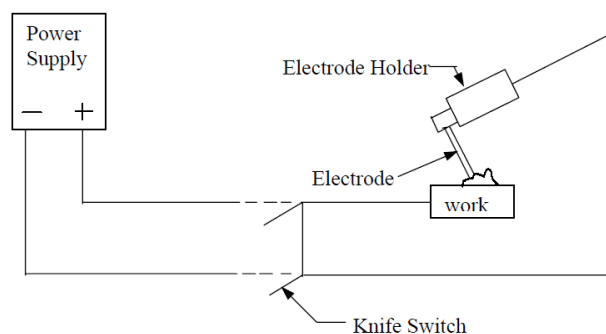 Power
Supply
— +
Electrode Holder
Electrode
work
Knife Switch